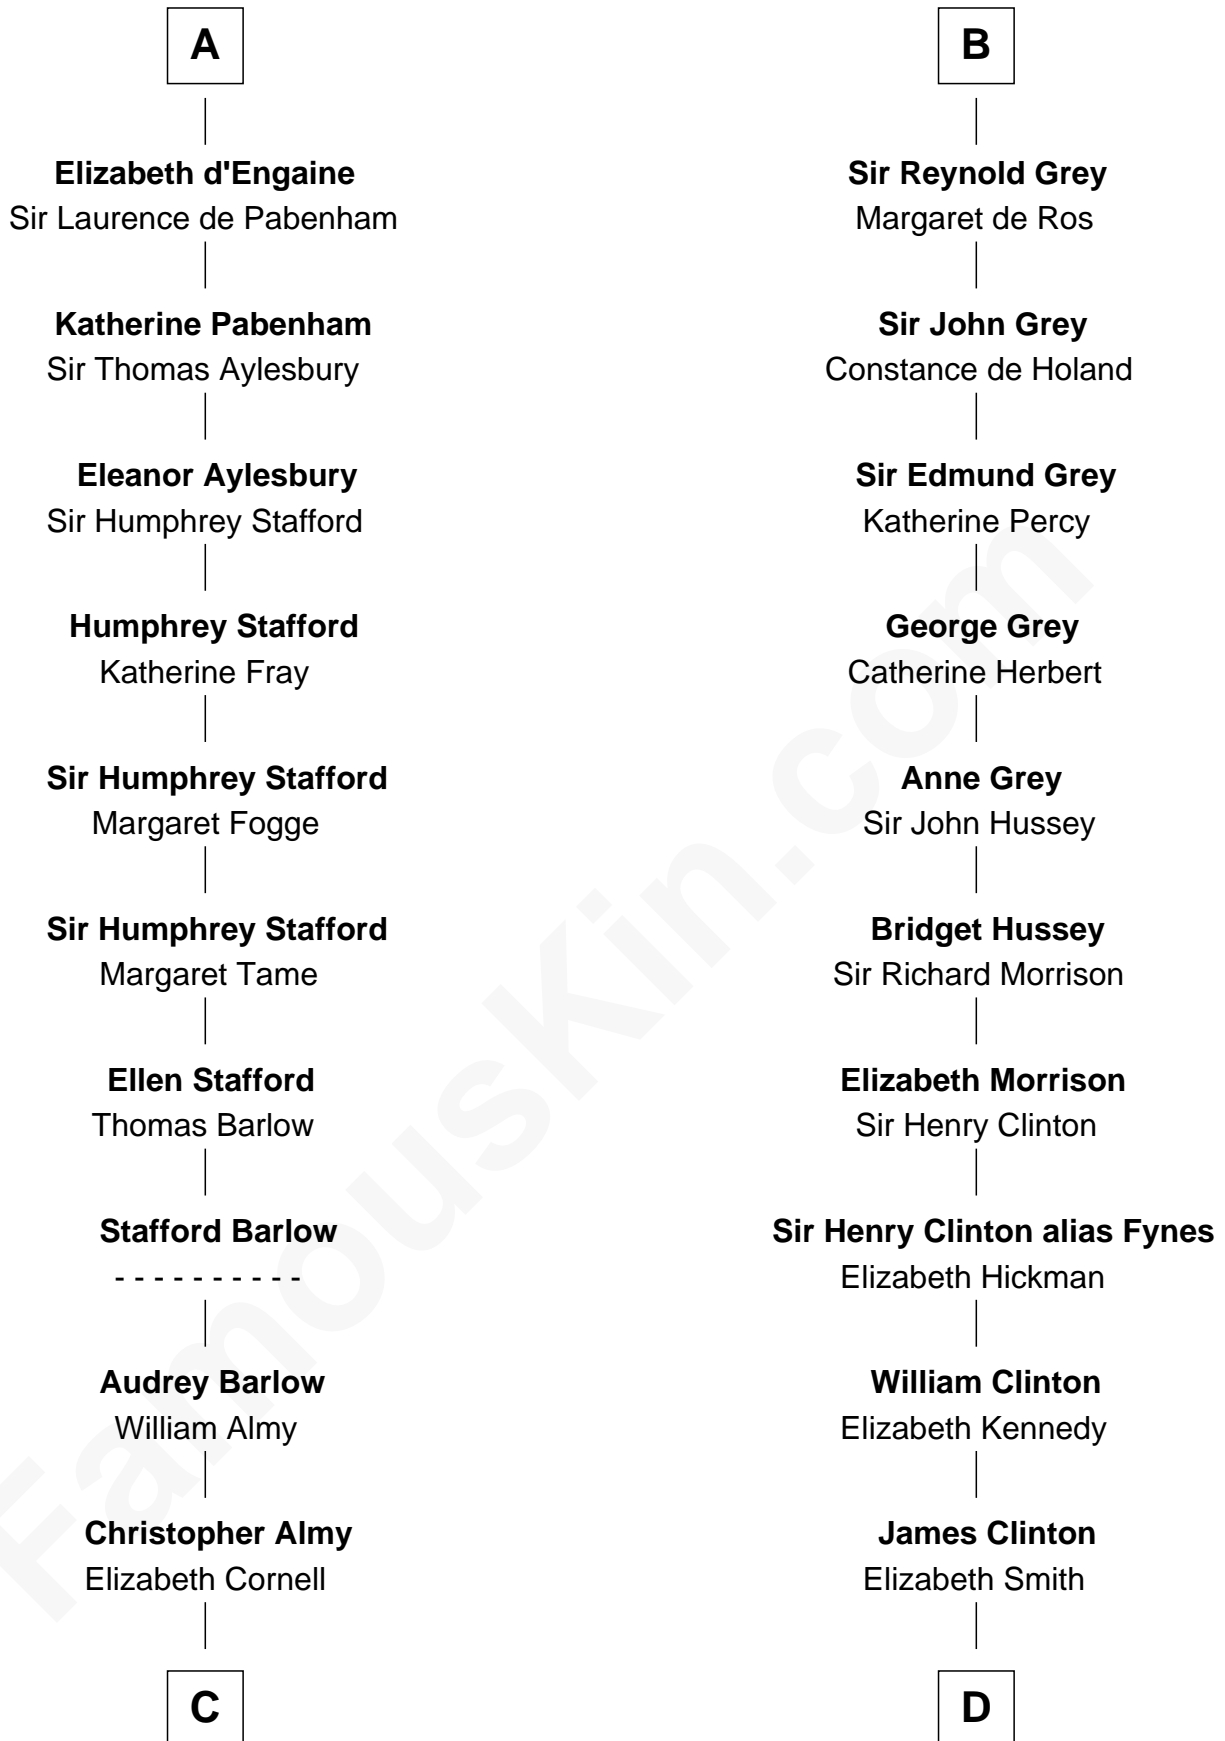 A
Elizabeth d'Engaine
Sir Laurence de Pabenham
Katherine Pabenham
Sir Thomas Aylesbury
Eleanor Aylesbury
Sir Humphrey Stafford
Humphrey Stafford
Katherine Fray
Sir Humphrey Stafford
Margaret Fogge
Sir Humphrey Stafford
Margaret Tame
Ellen Stafford
Thomas Barlow
Stafford Barlow
- - - - - - - - - -
Audrey Barlow
William Almy
Christopher Almy
Elizabeth Cornell
C
B
Sir Reynold Grey
Margaret de Ros
Sir John Grey
Constance de Holand
Sir Edmund Grey
Katherine Percy
George Grey
Catherine Herbert
Anne Grey
Sir John Hussey
Bridget Hussey
Sir Richard Morrison
Elizabeth Morrison
Sir Henry Clinton
Sir Henry Clinton alias Fynes
Elizabeth Hickman
William Clinton
Elizabeth Kennedy
James Clinton
Elizabeth Smith
D
FamousKin.com